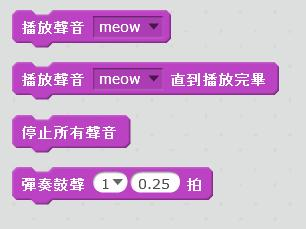 播放聲音 meow
播放聲音 meow 直到播放完畢
停止所有聲音
彈奏鼓聲 1 0.25 拍